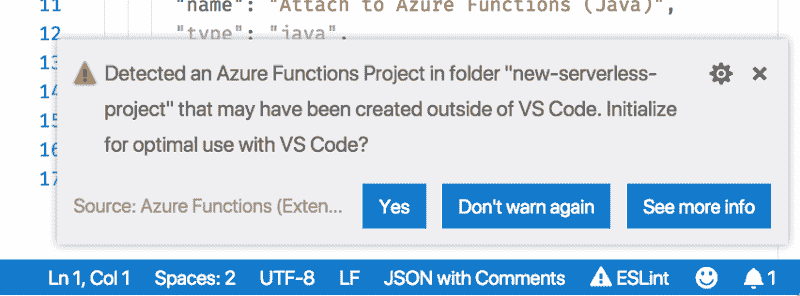 11 "name": "Attach to Azure Functions (Java)",
12 "type": "java",
13
Detected an Azure Functions Project in folder "new-serverless-
14
project" that may have been created outside of VS Code. Initialize
15
for optimal use with VS Code?
16
17
Source: Azure Functions (Exten... Yes Don't warn again See more info
Ln 1, Col 1 Spaces: 2 UTF-8 LF JSON with Comments ESLint 1